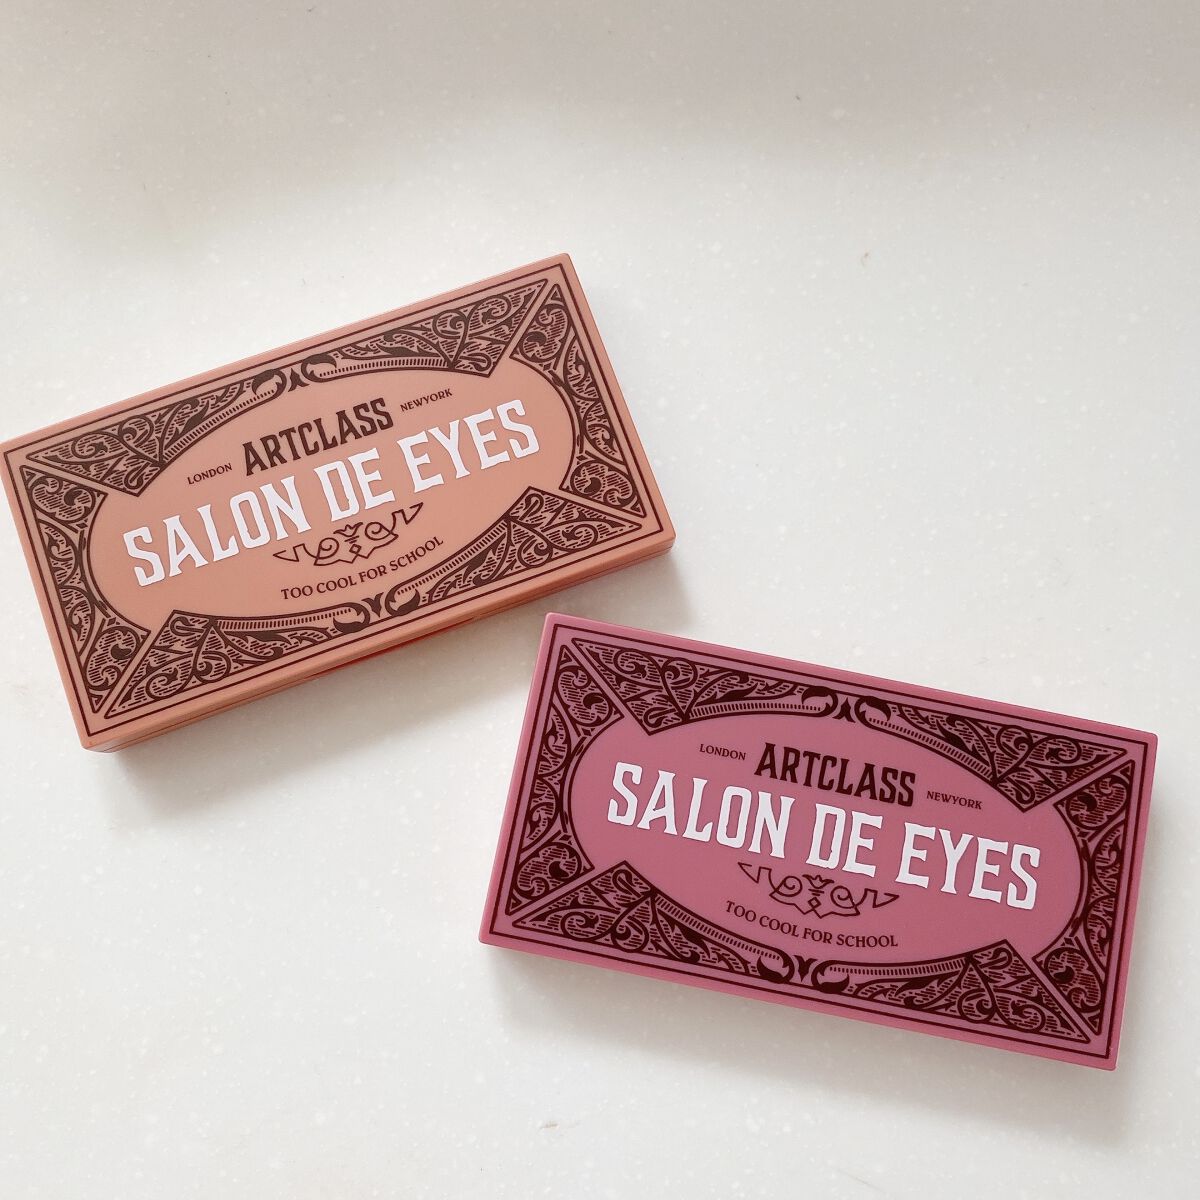 LONDON ARTCLASS NEWYORK
SALON DE EYES
TOO COOL FOR SCHOOL
LONDON ARTCLASS NEWYORK
SALON DE EYES
TOO COOL FOR SCHOOL